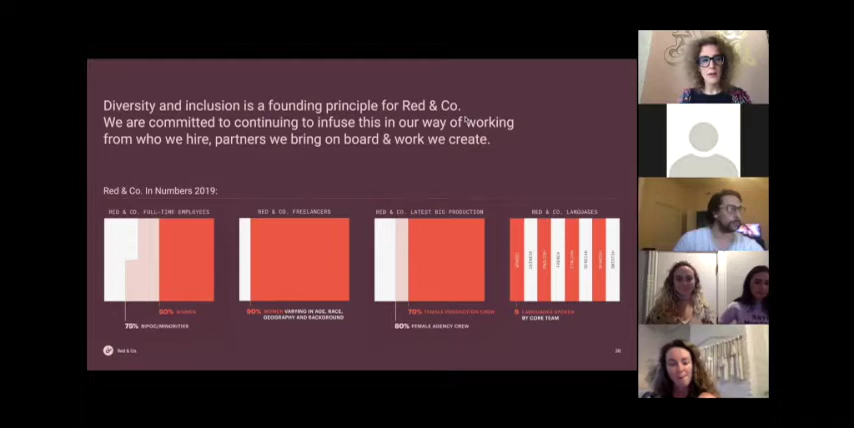 Diversity and inclusion is a founding principle for Red & Co.
We are committed to continuing to infuse this in our way of working
from who we hire, partners we bring on board & work we create.
Red & Co. In Numbers 2019:
RED & CO. FULL-TIME EMPLOYEES
50% WOMEN
75% BIPOC/MINORITIES
RED & CO. FREELANCERS
90% WOMEN VARYING IN AGE, RACE,
GEOGRAPHY AND BACKGROUND
RED & CO. LATEST BIG PRODUCTION
70% FEMALE PRODUCTION CREW
80% FEMALE AGENCY CREW
RED & CO. LANGUAGES
FRENCH
ITALIAN
SWEDISH
LANGUAGES SPOKEN
BY CORE TEAM
Red & Co.